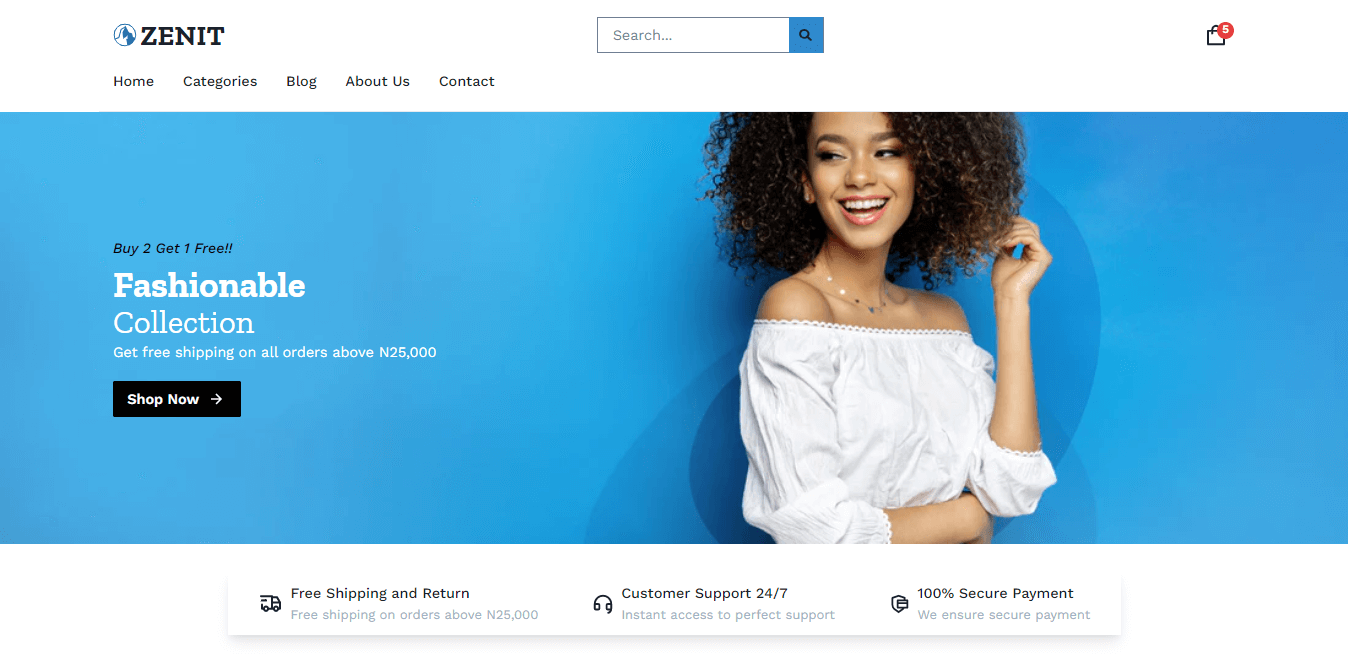 ZENIT
Search...
5
Home Categories Blog About Us Contact
Buy 2 Get 1 Free!!
Fashionable
Collection
Get free shipping on all orders above N25,000
Shop Now
Free Shipping and Return
Free shipping on orders above N25,000
Customer Support 24/7
Instant access to perfect support
100% Secure Payment
We ensure secure payment